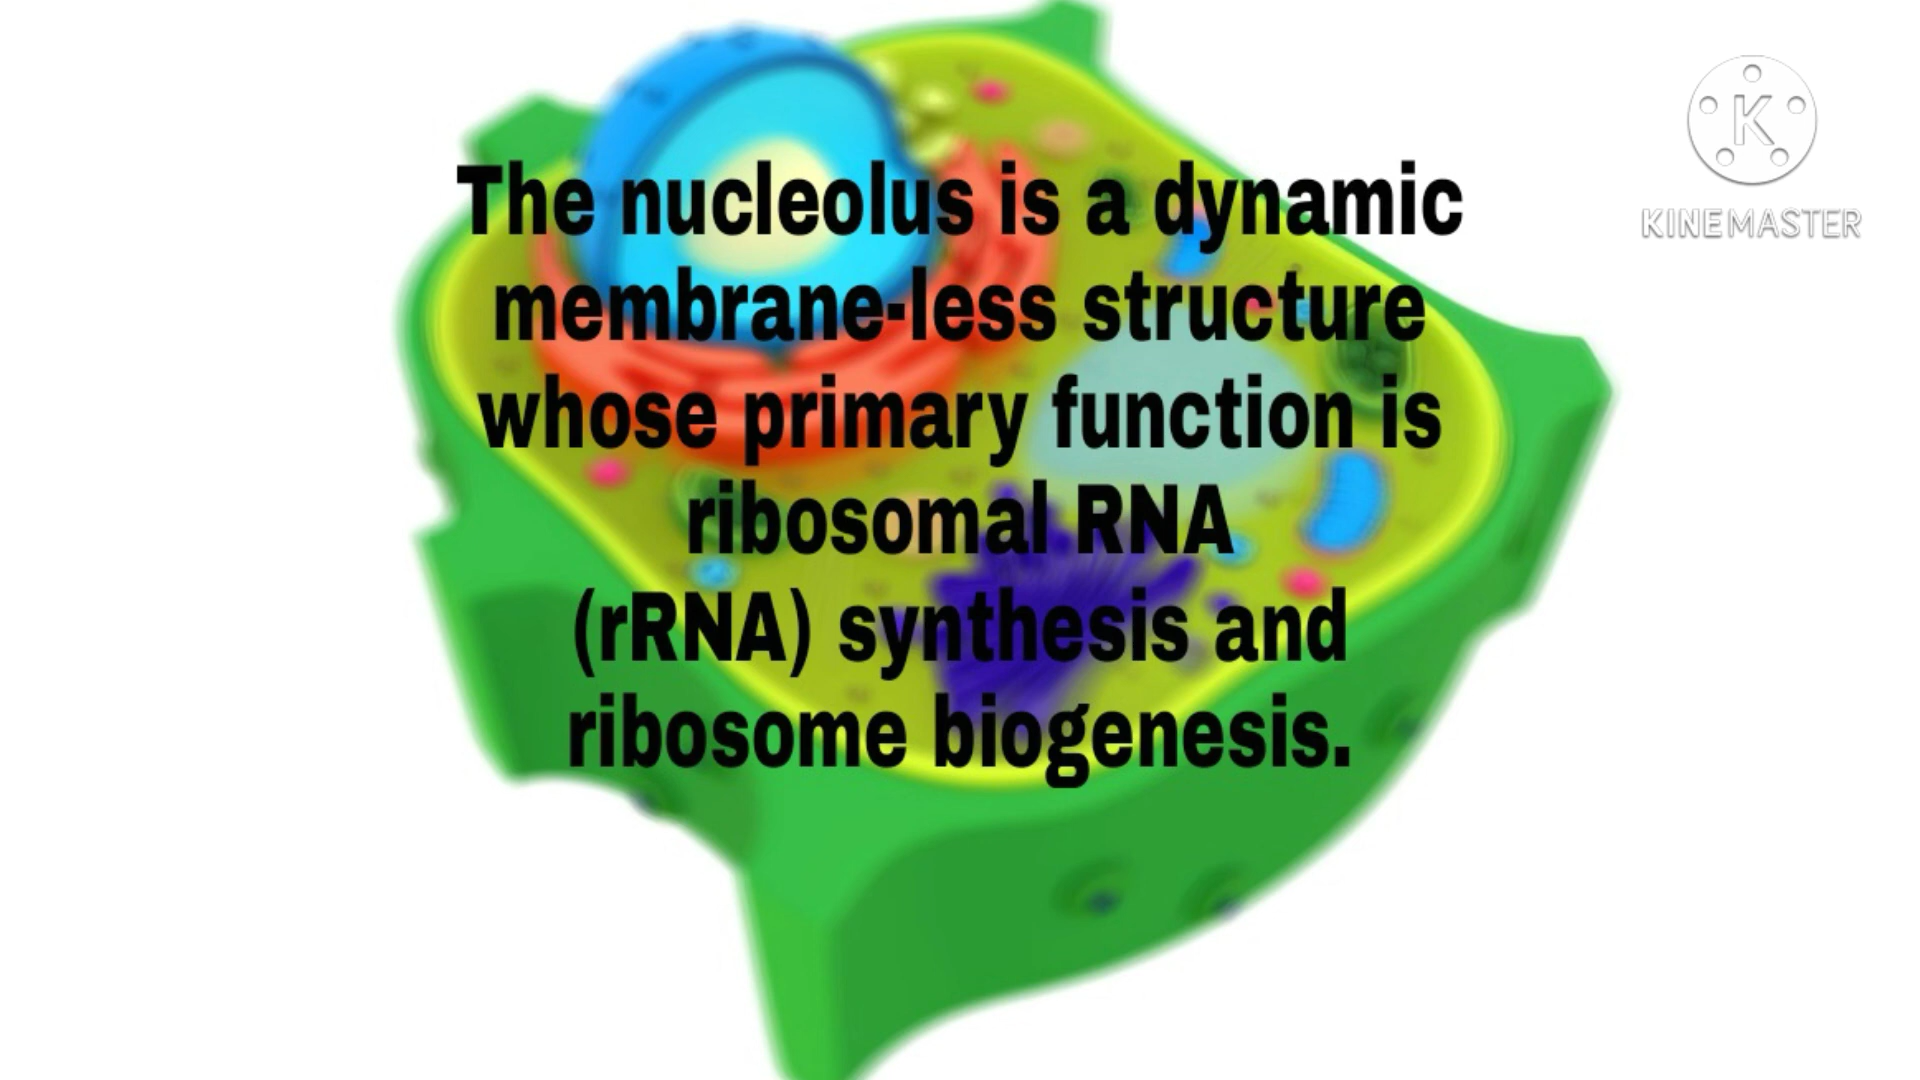 The nucleolus is a dynamic
membrane-less structure
whose primary function is
ribosomal RNA
(rRNA) synthesis and
ribosome biogenesis.
K
KINEMASTER